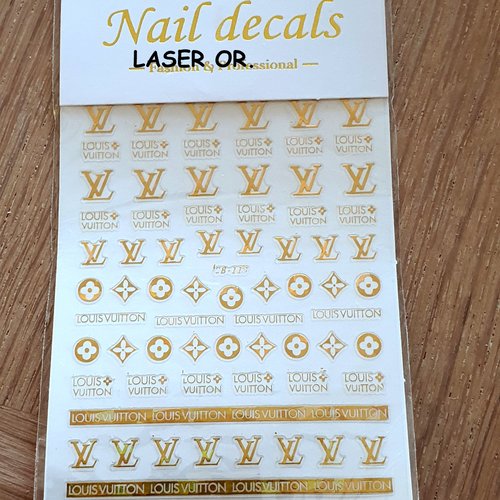 Nail decals
LASER OR.
— Fashion & Professional —
LV LV LV LV LV LV
LOUIS LOUIS LOUIS LOUIS LOUIS LOUIS
VUITTON VUITTON VUITTON VUITTON VUITTON VUITTON
LV LV LV LV LV LV
LOUIS LOUIS LOUIS LOUIS LOUIS LOUIS
VUITTON VUITTON VUITTON VUITTON VUITTON VUITTON
LV LV LV LV LV LV LV LV
LOUIS VUITTON LOUIS VUITTON LOUIS VUITTON LOUIS VUITTON
LOUIS LOUIS LOUIS LOUIS LOUIS LOUIS
VUITTON VUITTON VUITTON VUITTON VUITTON VUITTON
LOUIS VUITTON LOUIS VUITTON LOUIS VUITTON LOUIS VUITTON
LV LV LV LV LV LV LV LV
LOUIS VUITTON LOUIS VUITTON LOUIS VUITTON LOUIS VUITTON